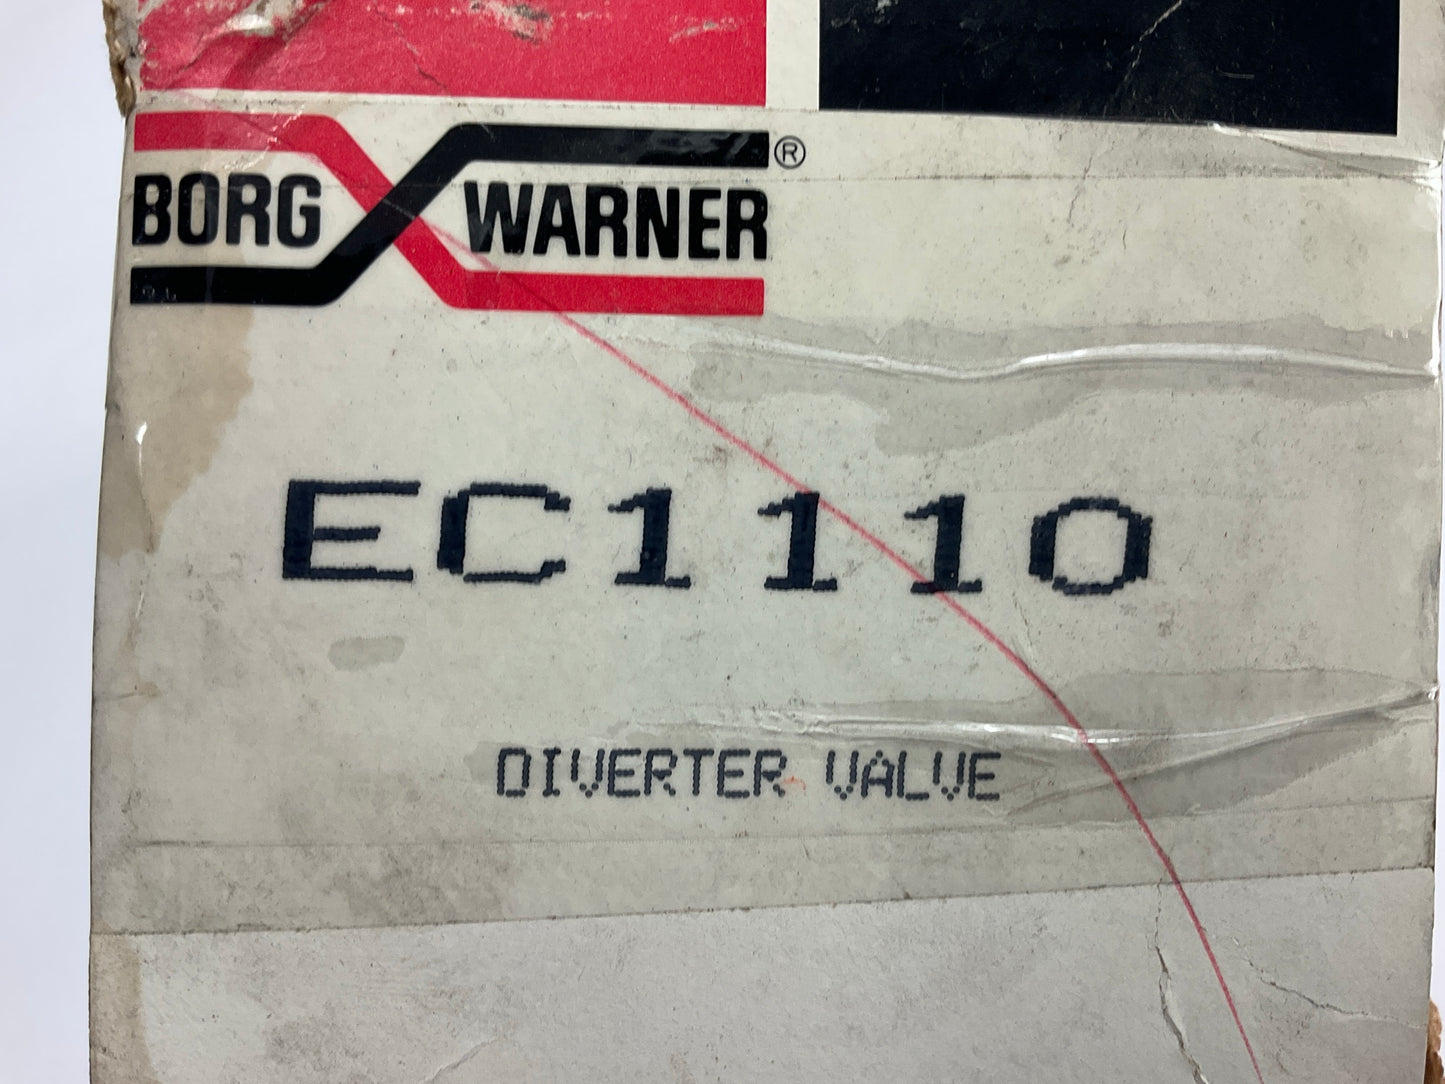 BORG WARNER®
EC1110
DIVERTER VALVE